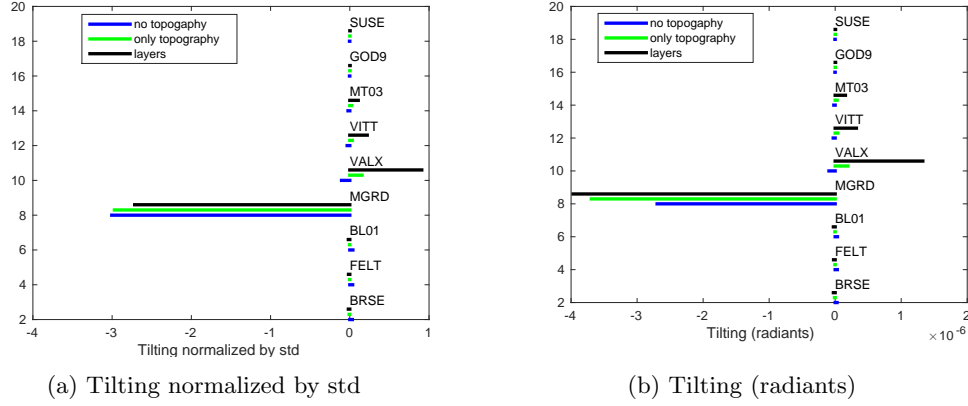 20
18
16
14
12
10
8
6
4
2
no topogaphy
only topography
layers
SUSE
GOD9
MT03
VITT
VALX
MGRD
BL01
FELT
BRSE
-4 -3 -2 -1 0 1
Tilting normalized by std
(a) Tilting normalized by std
20
18
16
14
12
10
8
6
4
2
no topography
only topography
layers
SUSE
GOD9
MT03
VITT
VALX
MGRD
BL01
FELT
BRSE
-4 -3 -2 -1 0 1 2
Tilting (radiants) ×10⁻⁶
(b) Tilting (radiants)